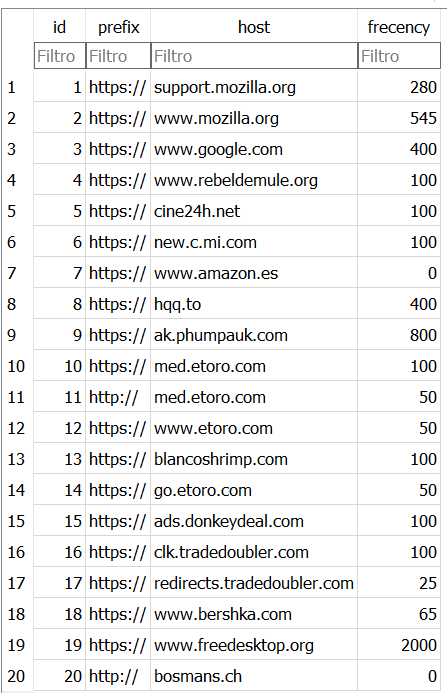 id prefix host frecency
Filtro Filtro Filtro Filtro
1 1 https:// support.mozilla.org 280
2 2 https:// www.mozilla.org 545
3 3 https:// www.google.com 400
4 4 https:// www.rebeldemule.org 100
5 5 https:// cine24h.net 100
6 6 https:// new.c.mi.com 100
7 7 https:// www.amazon.es 0
8 8 https:// hqq.to 400
9 9 https:// ak.phumpauk.com 800
10 10 https:// med.etoro.com 100
11 11 http:// med.etoro.com 50
12 12 https:// www.etoro.com 50
13 13 https:// blancoshrimp.com 100
14 14 https:// go.etoro.com 50
15 15 https:// ads.donkeydeal.com 100
16 16 https:// clk.tradedoubler.com 100
17 17 https:// redirects.tradedoubler.com 25
18 18 https:// www.bershka.com 65
19 19 https:// www.freedesktop.org 2000
20 20 http:// bosmans.ch 0